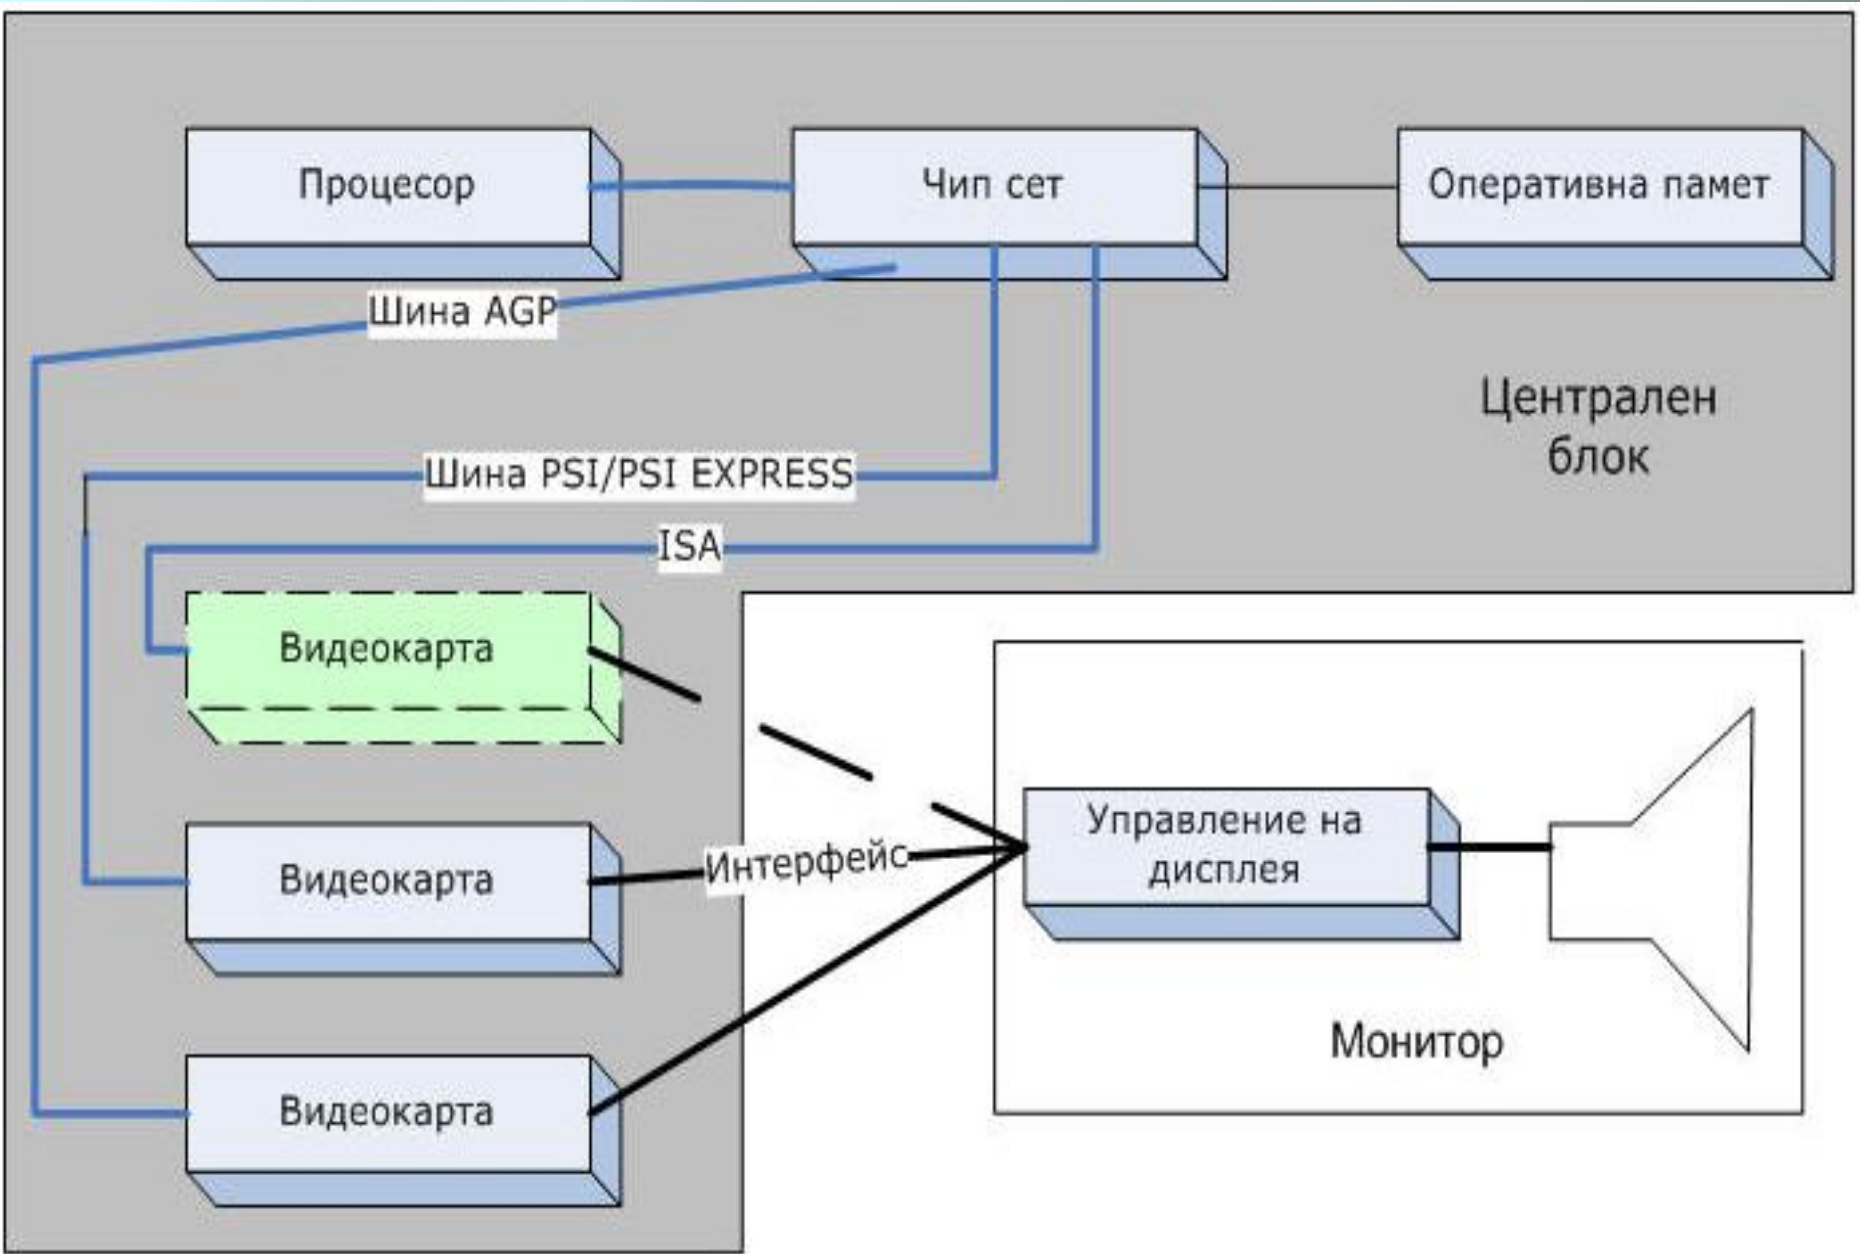 Процесор
Чип сет
Оперативна памет
Шина AGP
Централен
блок
Шина PSI/PSI EXPRESS
ISA
Видеокарта
Управление на
дисплея
Интерфейс
Видеокарта
Монитор
Видеокарта